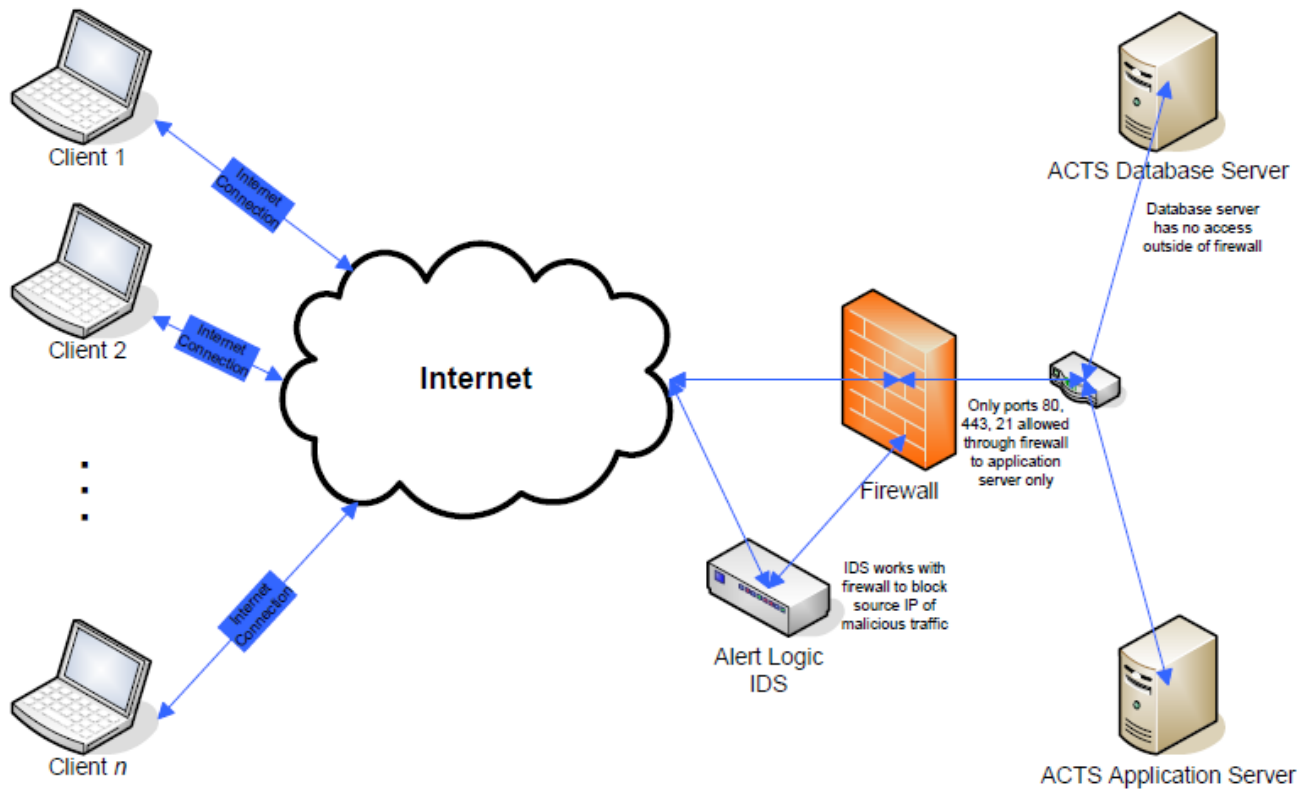 Client 1
Internet
Connection
Client 2
Internet
Connection
Client n
Internet
Connection
Internet
Firewall
Only ports 80,
443, 21 allowed
through firewall
to application
server only
Alert Logic
IDS
IDS works with
firewall to block
source IP of
malicious traffic
ACTS Database Server
Database server
has no access
outside of firewall
ACTS Application Server